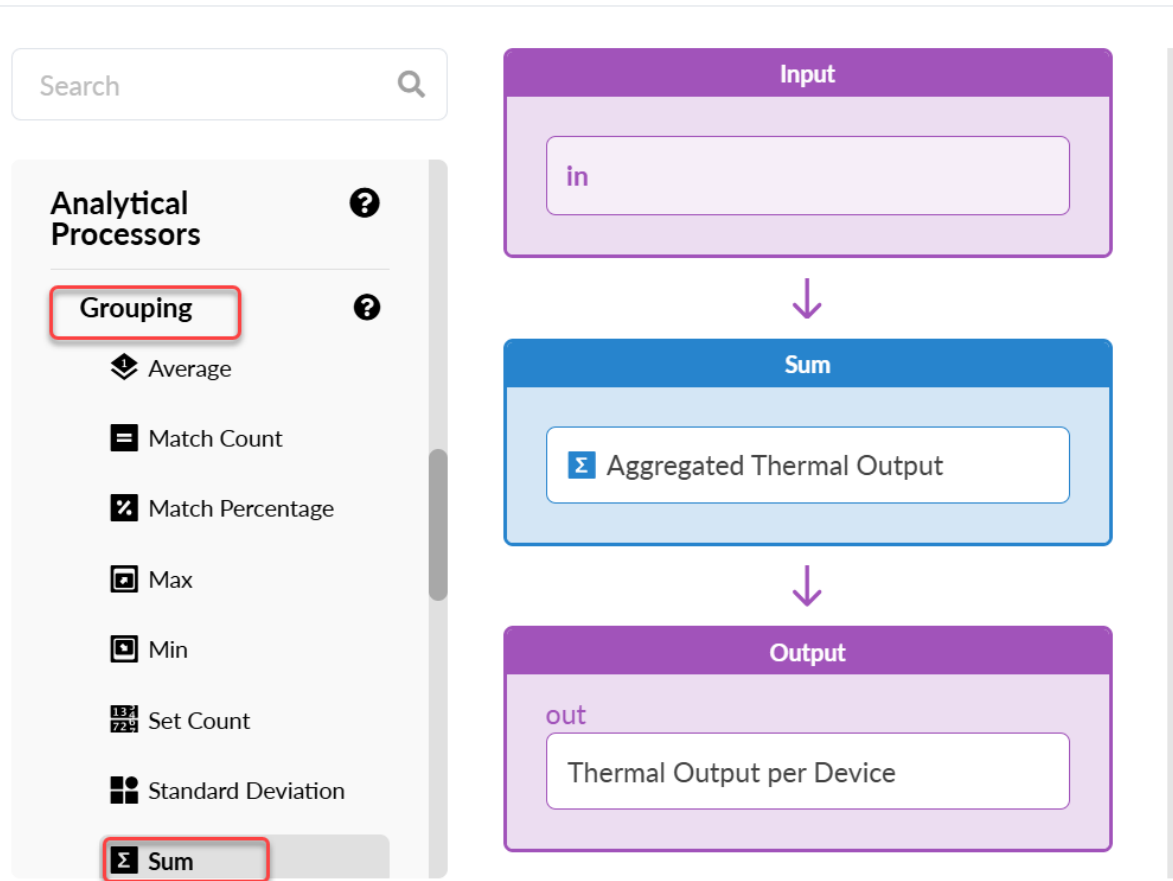 Search
Analytical
Processors
Grouping
Average
Match Count
Match Percentage
Max
Min
Set Count
Standard Deviation
Σ Sum
Input
in
Sum
Σ Aggregated Thermal Output
Output
out
Thermal Output per Device